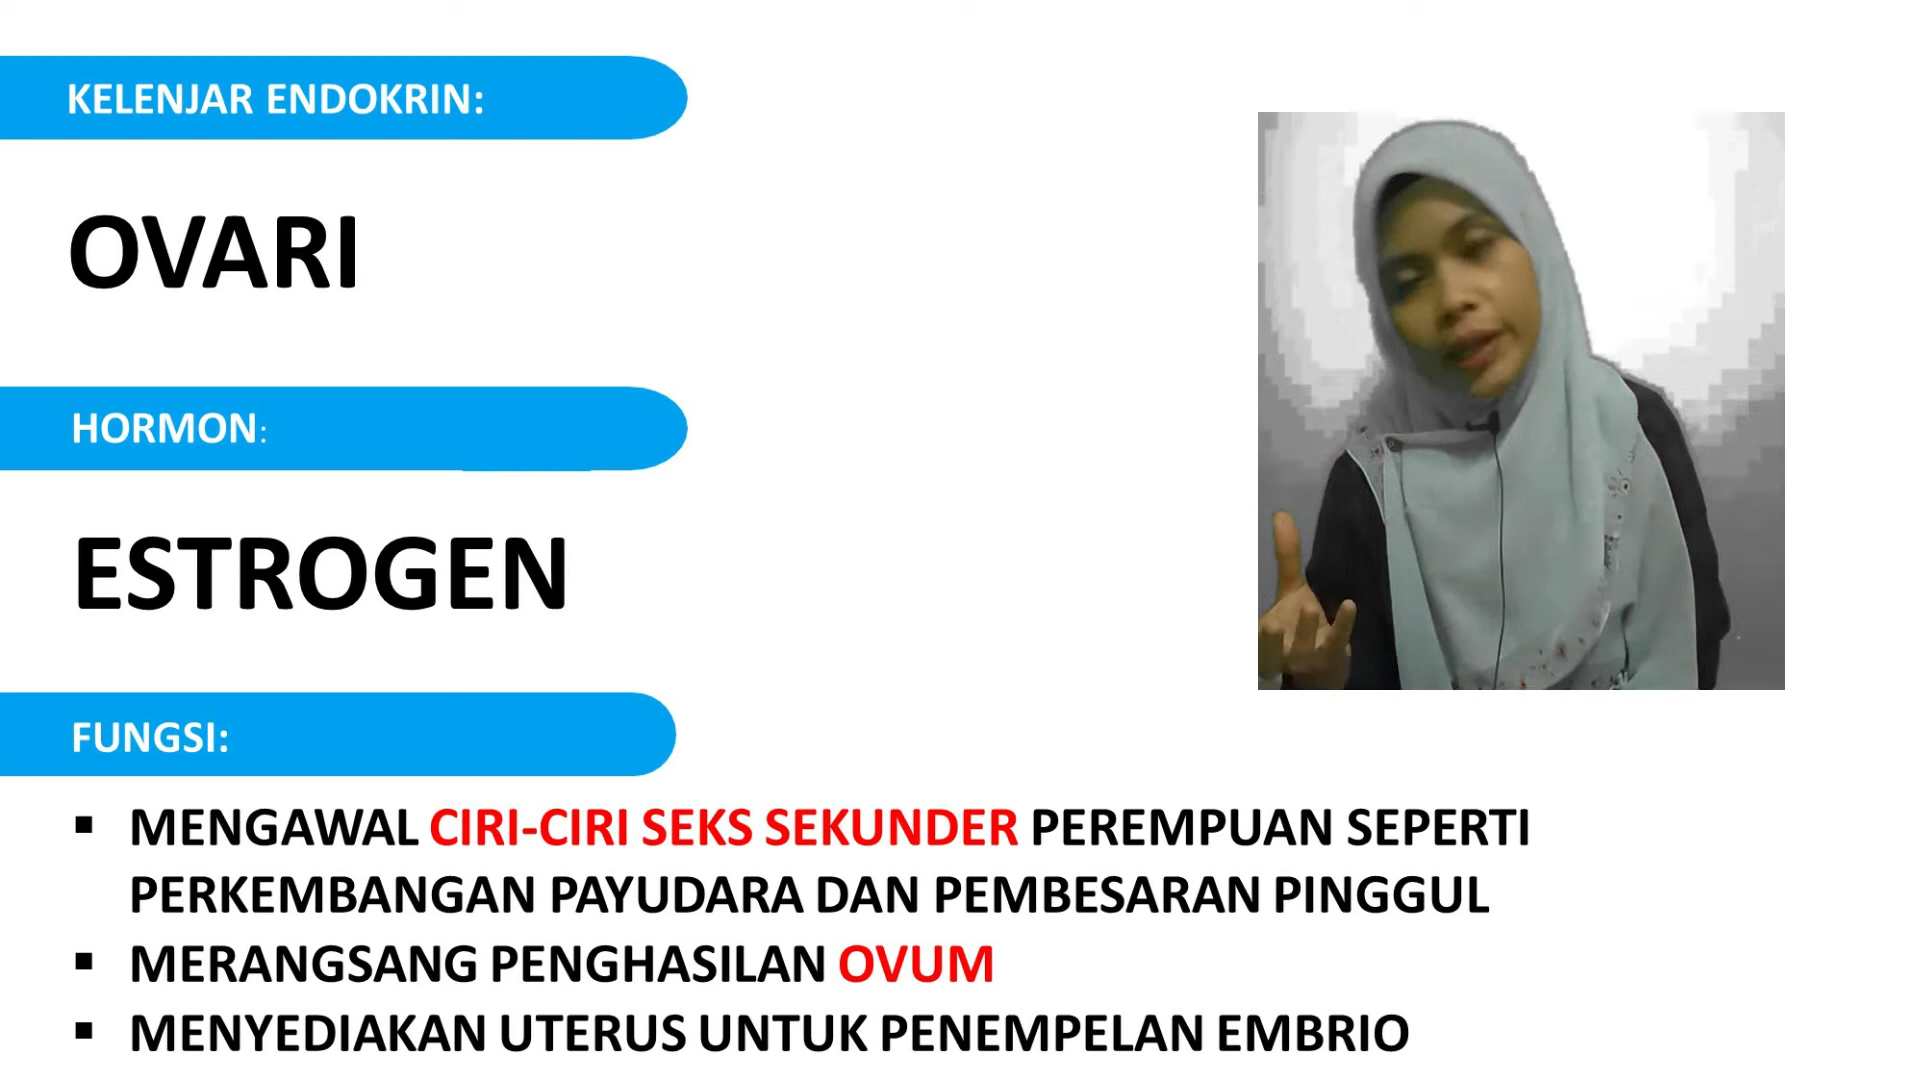 KELENJAR ENDOKRIN:
OVARI
HORMON:
ESTROGEN
FUNGSI:
▪ MENGAWAL CIRI-CIRI SEKS SEKUNDER PEREMPUAN SEPERTI
PERKEMBANGAN PAYUDARA DAN PEMBESARAN PINGGUL
▪ MERANGSANG PENGHASILAN OVUM
▪ MENYEDIAKAN UTERUS UNTUK PENEMPELAN EMBRIO